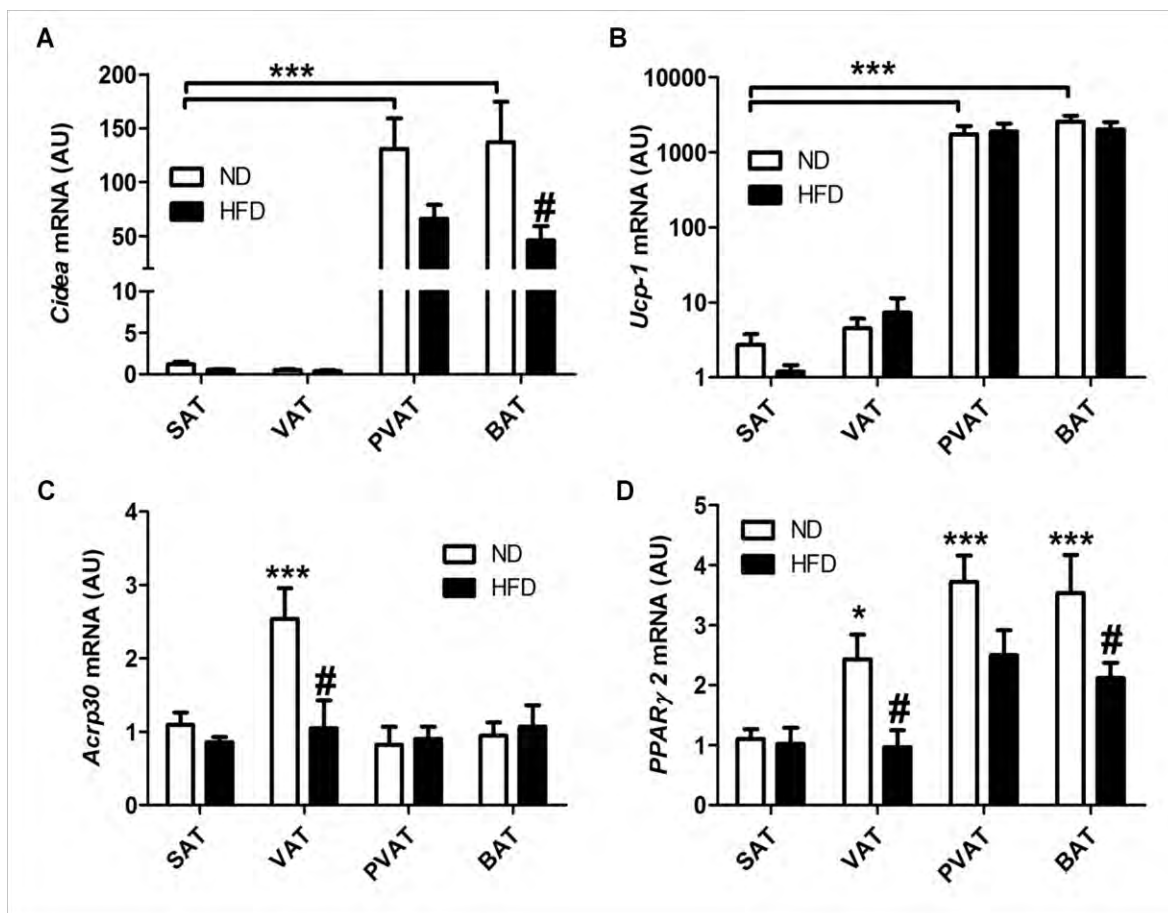 A
Cidea mRNA (AU)
200
150
100
50
10
5
0
***
ND
HFD
#
SAT
VAT
PVAT
BAT
B
Ucp-1 mRNA (AU)
10000
1000
100
10
1
***
ND
HFD
SAT
VAT
PVAT
BAT
C
Acrp30 mRNA (AU)
4
3
2
1
0
***
#
ND
HFD
SAT
VAT
PVAT
BAT
D
PPARγ 2 mRNA (AU)
5
4
3
2
1
0
ND
HFD
*
#
***
***
#
SAT
VAT
PVAT
BAT